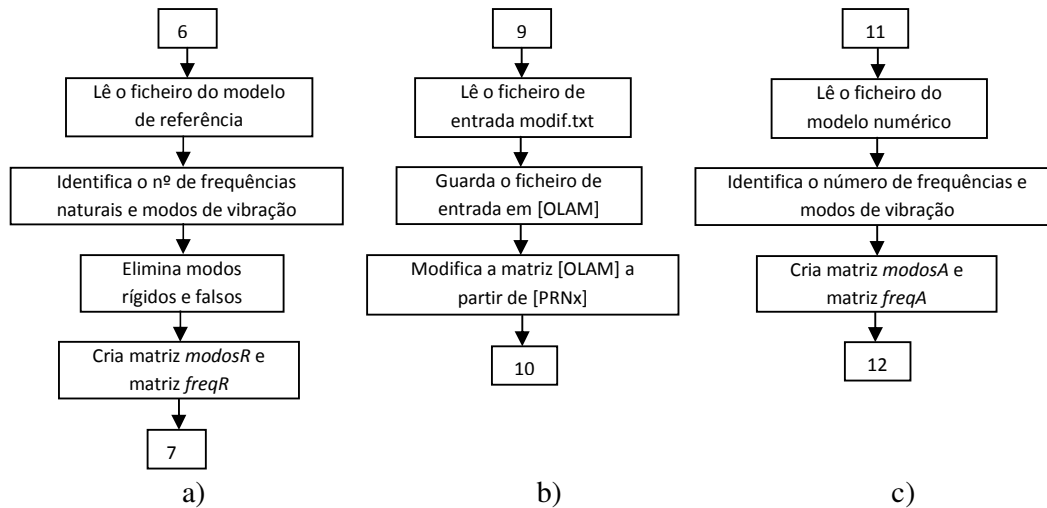 6
Lê o ficheiro do modelo
de referência
Identifica o nº de frequências
naturais e modos de vibração
Elimina modos
rígidos e falsos
Cria matriz modosR e
matriz freqR
7
a)
9
Lê o ficheiro de
entrada modif.txt
Guarda o ficheiro de
entrada em [OLAM]
Modifica a matriz [OLAM] a
partir de [PRNx]
10
b)
11
Lê o ficheiro do
modelo numérico
Identifica o número de frequências e
modos de vibração
Cria matriz modosA e
matriz freqA
12
c)